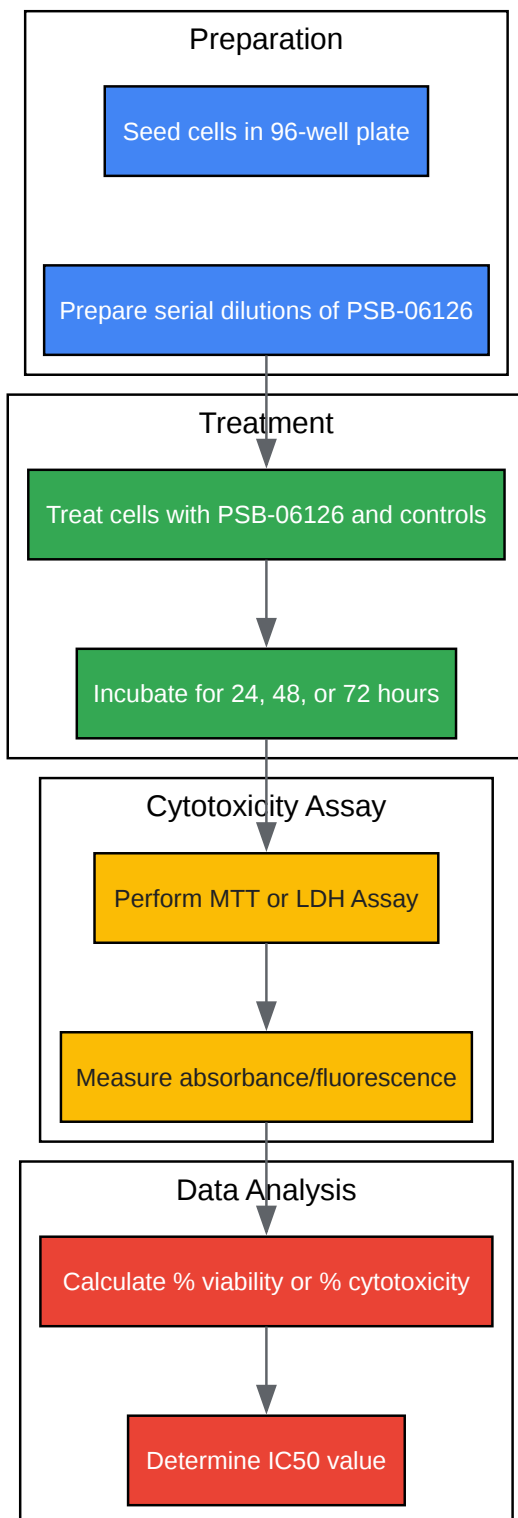 Preparation
Seed cells in 96-well plate
Prepare serial dilutions of PSB-06126
Treatment
Treat cells with PSB-06126 and controls
Incubate for 24, 48, or 72 hours
Cytotoxicity Assay
Perform MTT or LDH Assay
Measure absorbance/fluorescence
Data Analysis
Calculate % viability or % cytotoxicity
Determine IC50 value